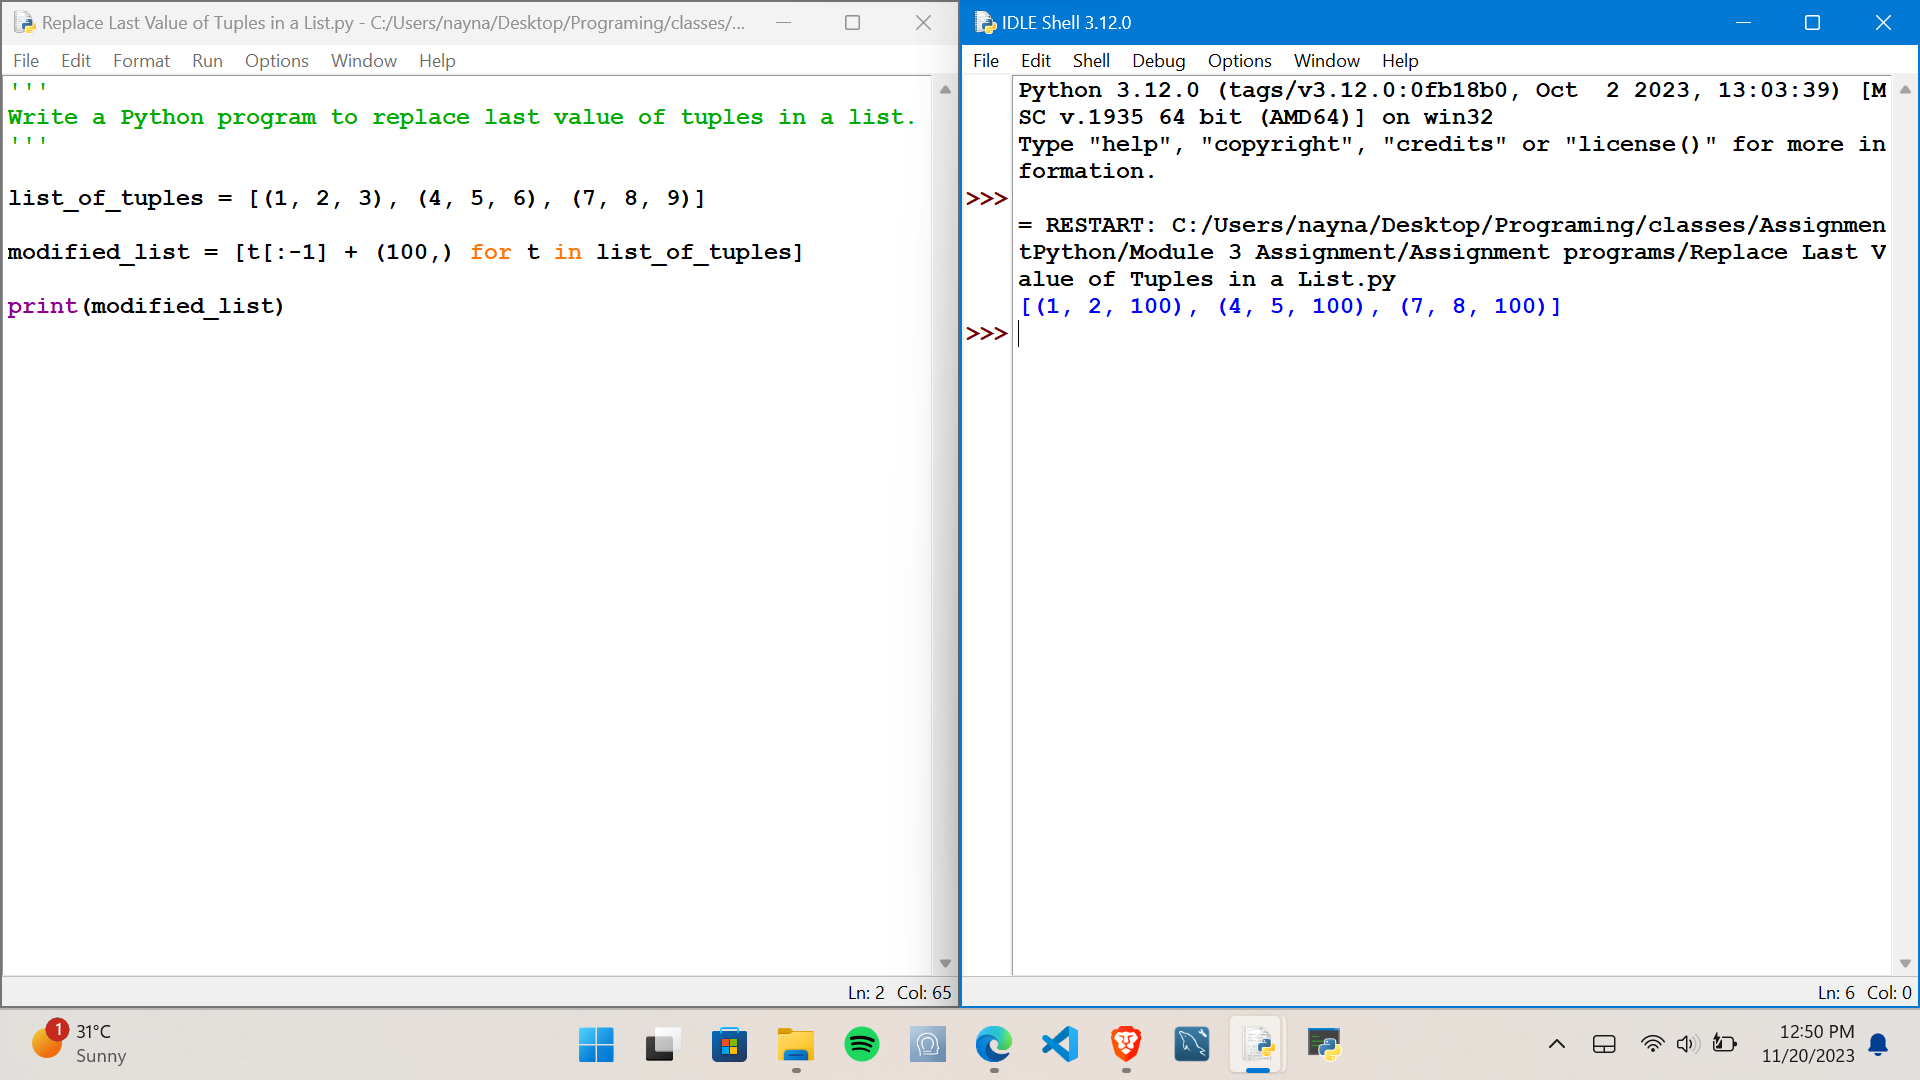 Replace Last Value of Tuples in a List.py - C:/Users/nayna/Desktop/Programing/classes/...
File Edit Format Run Options Window Help
'''
Write a Python program to replace last value of tuples in a list.
'''
list_of_tuples = [(1, 2, 3), (4, 5, 6), (7, 8, 9)]
modified_list = [t[:-1] + (100,) for t in list_of_tuples]
print(modified_list)
Ln: 2 Col: 65
IDLE Shell 3.12.0
File Edit Shell Debug Options Window Help
Python 3.12.0 (tags/v3.12.0:0fb18b0, Oct  2 2023, 13:03:39) [M
SC v.1935 64 bit (AMD64)] on win32
Type "help", "copyright", "credits" or "license()" for more in
formation.
>>>
= RESTART: C:/Users/nayna/Desktop/Programing/classes/Assignmen
tPython/Module 3 Assignment/Assignment programs/Replace Last V
alue of Tuples in a List.py
[(1, 2, 100), (4, 5, 100), (7, 8, 100)]
>>>
Ln: 6 Col: 0
1
31°C
Sunny
12:50 PM
11/20/2023